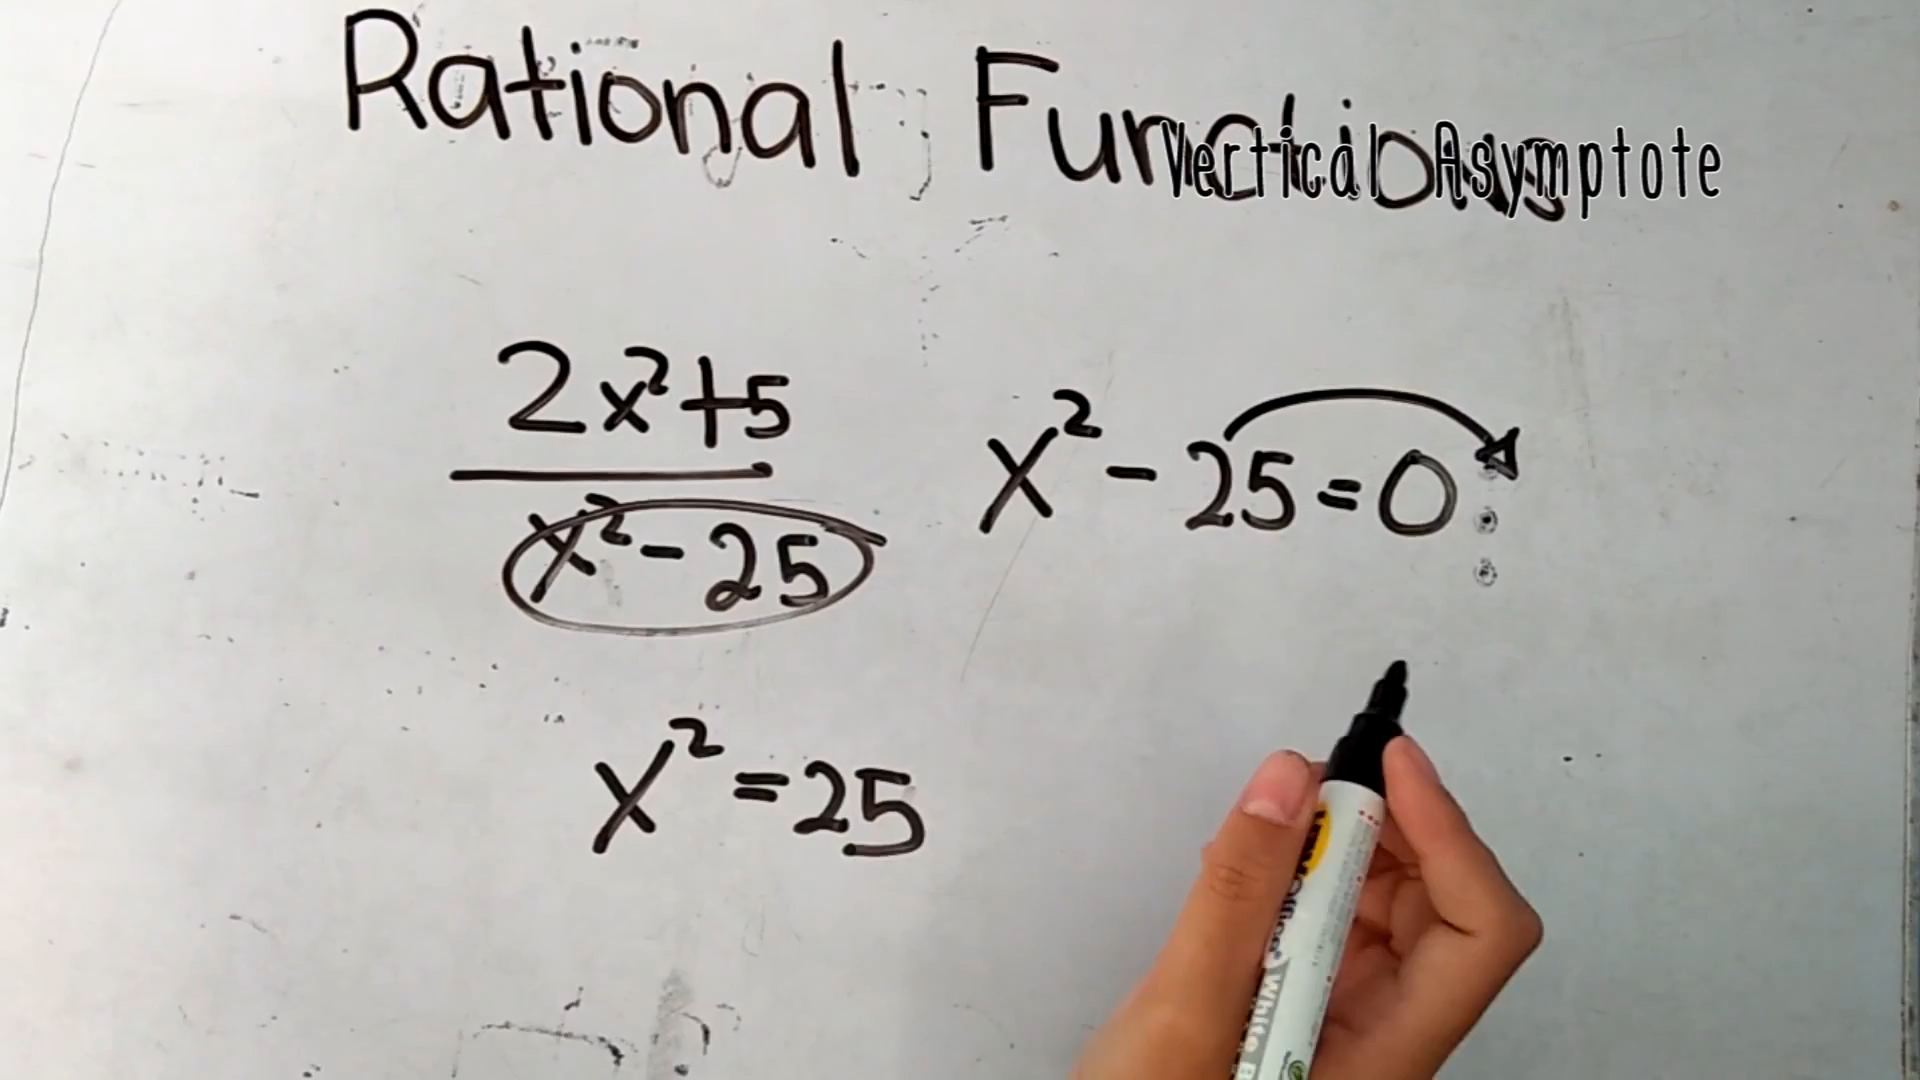 Rational Functions
Vertical Asymptote
2x²+5
x²-25
x²-25=0
x²=25